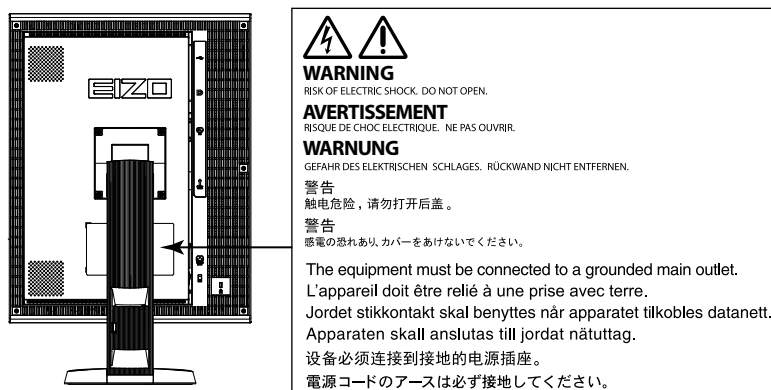 EIZO
WARNING
RISK OF ELECTRIC SHOCK. DO NOT OPEN.
AVERTISSEMENT
RISQUE DE CHOC ELECTRIQUE. NE PAS OUVRIR.
WARNUNG
GEFAHR DES ELEKTRISCHEN SCHLAGES. RÜCKWAND NICHT ENTFERNEN.
警告
触电危险，请勿打开后盖。
警告
感電の恐れあり、カバーをあけないでください。
The equipment must be connected to a grounded main outlet.
L'appareil doit être relié à une prise avec terre.
Jordet stikkontakt skal benyttes når apparatet tilkobles datanett.
Apparaten skall anslutas till jordat nätuttag.
设备必须连接到接地的电源插座。
電源コードのアースは必ず接地してください。